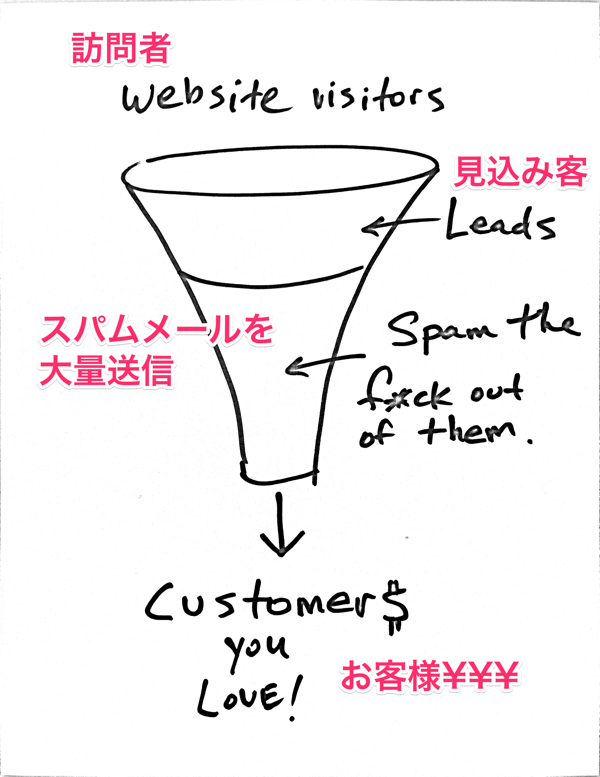 訪問者
website visitors
見込み客
Leads
スパムメールを
大量送信
Spam the
f*ck out
of them.
Customer$
you
LOVE!
お客様¥¥¥